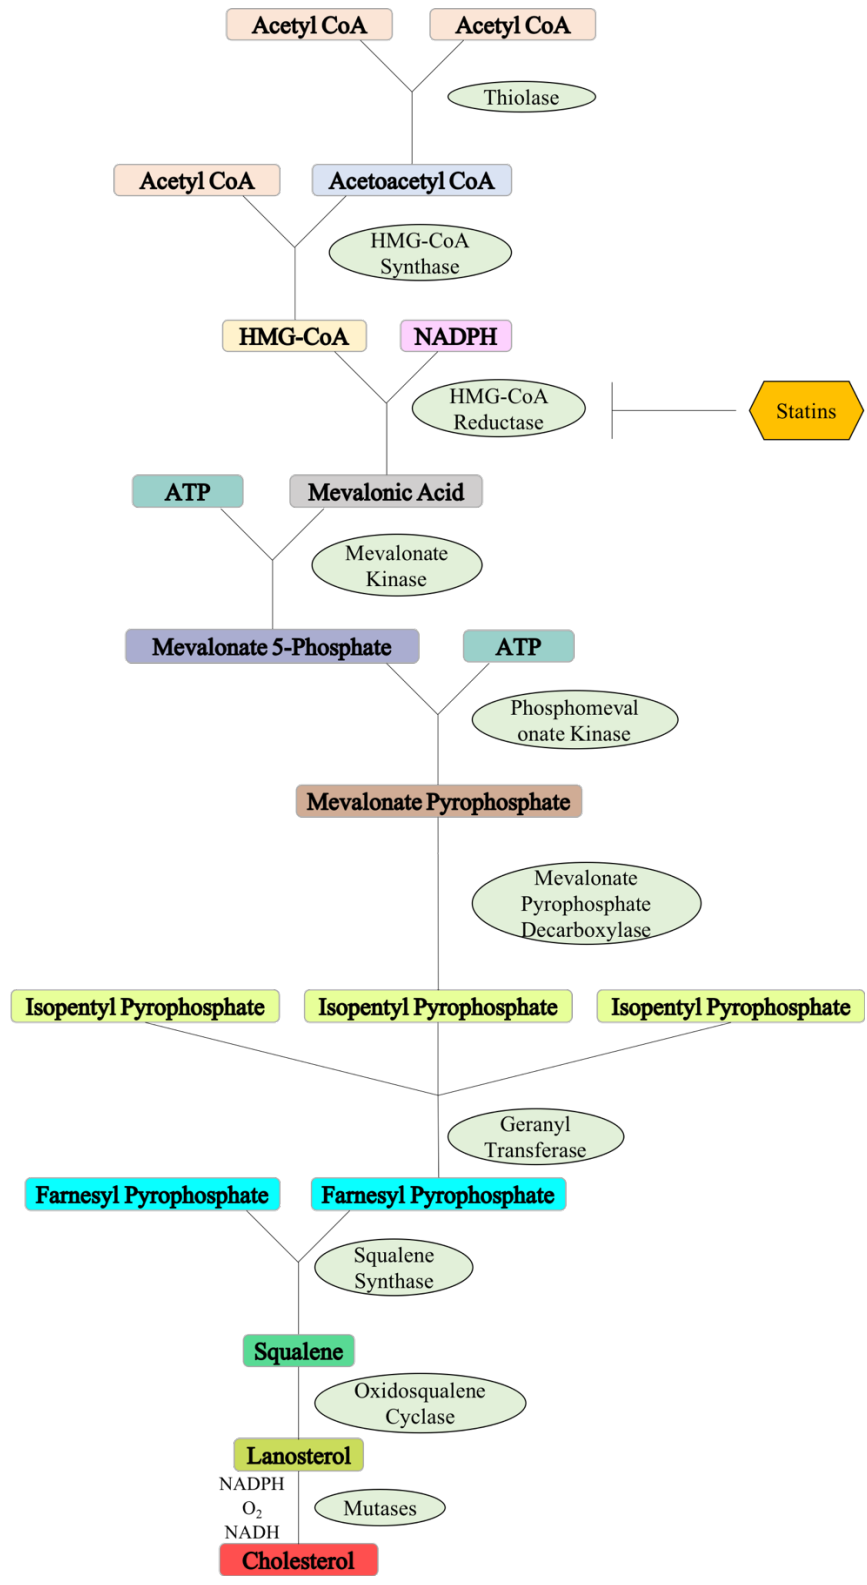 Acetyl CoA
Acetyl CoA
Thiolase
Acetyl CoA
Acetoacetyl CoA
HMG-CoA
Synthase
HMG-CoA
NADPH
HMG-CoA
Reductase
Statins
ATP
Mevalonic Acid
Mevalonate
Kinase
Mevalonate 5-Phosphate
ATP
Phosphomeval
onate Kinase
Mevalonate Pyrophosphate
Mevalonate
Pyrophosphate
Decarboxylase
Isopentyl Pyrophosphate
Isopentyl Pyrophosphate
Isopentyl Pyrophosphate
Geranyl
Transferase
Farnesyl Pyrophosphate
Farnesyl Pyrophosphate
Squalene
Synthase
Squalene
Oxidosqualene
Cyclase
Lanosterol
NADPH
O₂
NADH
Mutases
Cholesterol